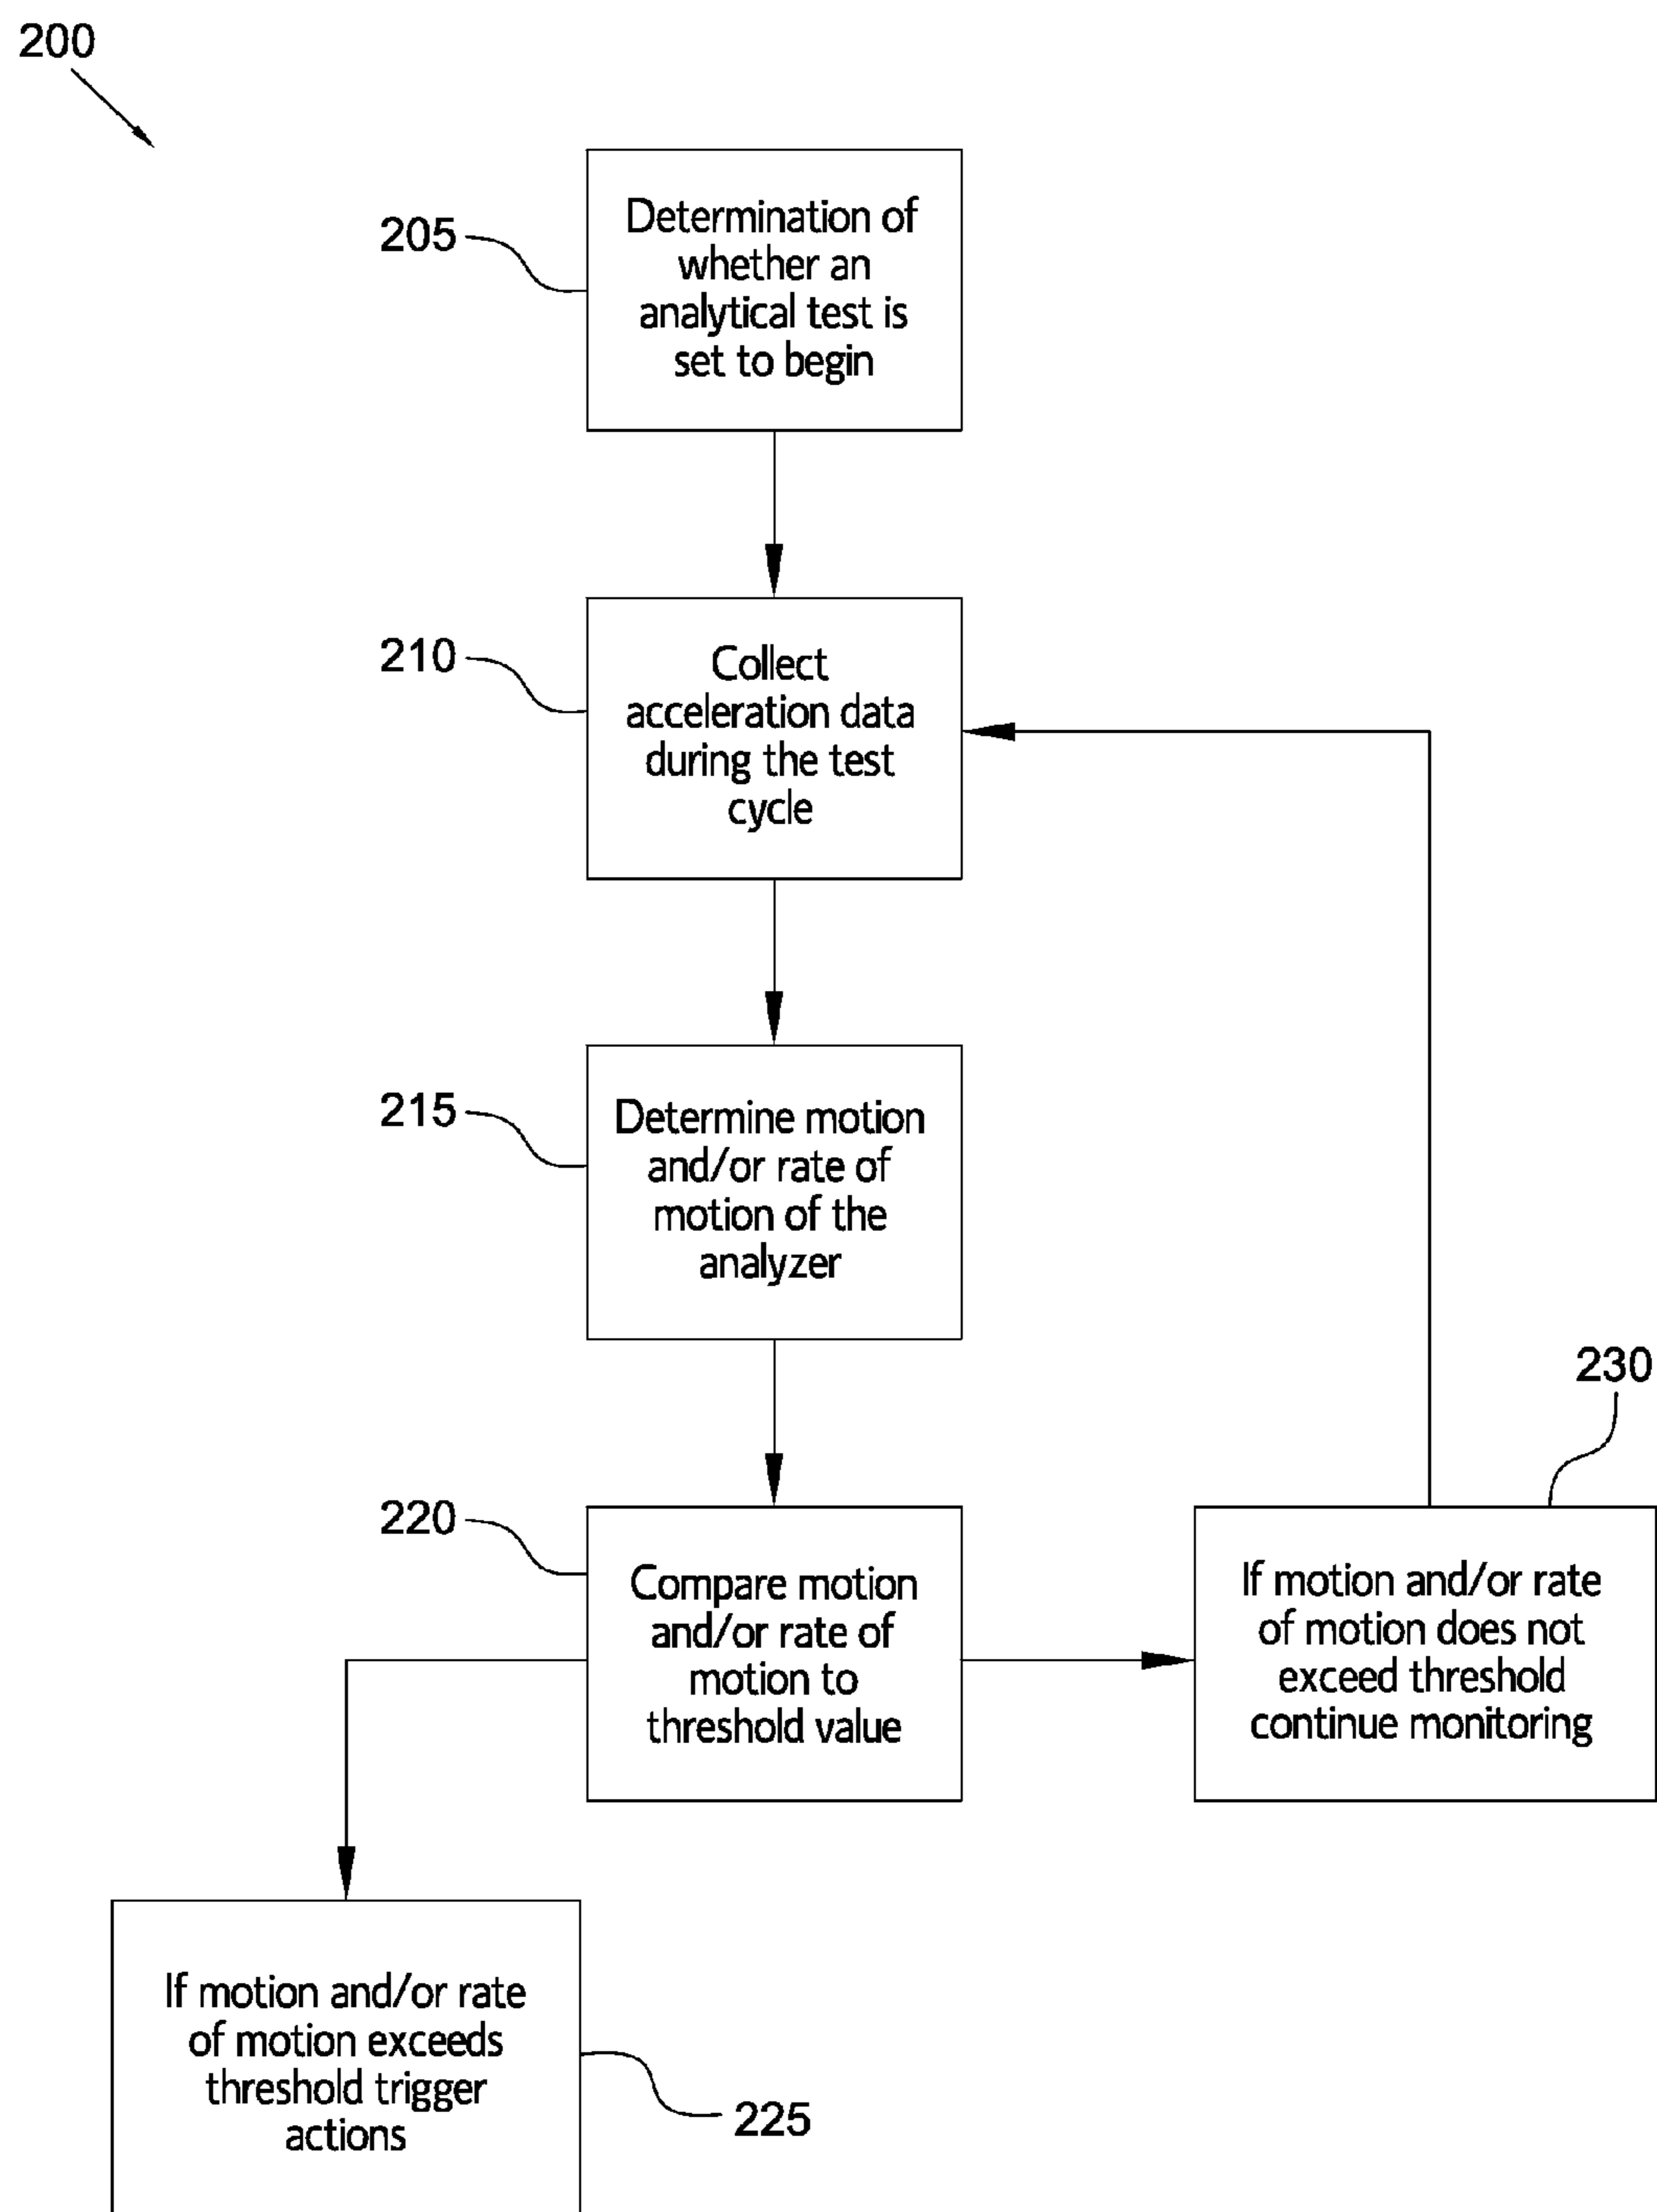 200
205
Determination of
whether an
analytical test is
set to begin
210
Collect
acceleration data
during the test
cycle
215
Determine motion
and/or rate of
motion of the
analyzer
220
Compare motion
and/or rate of
motion to
threshold value
230
If motion and/or rate
of motion does not
exceed threshold
continue monitoring
If motion and/or rate
of motion exceeds
threshold trigger
actions
225